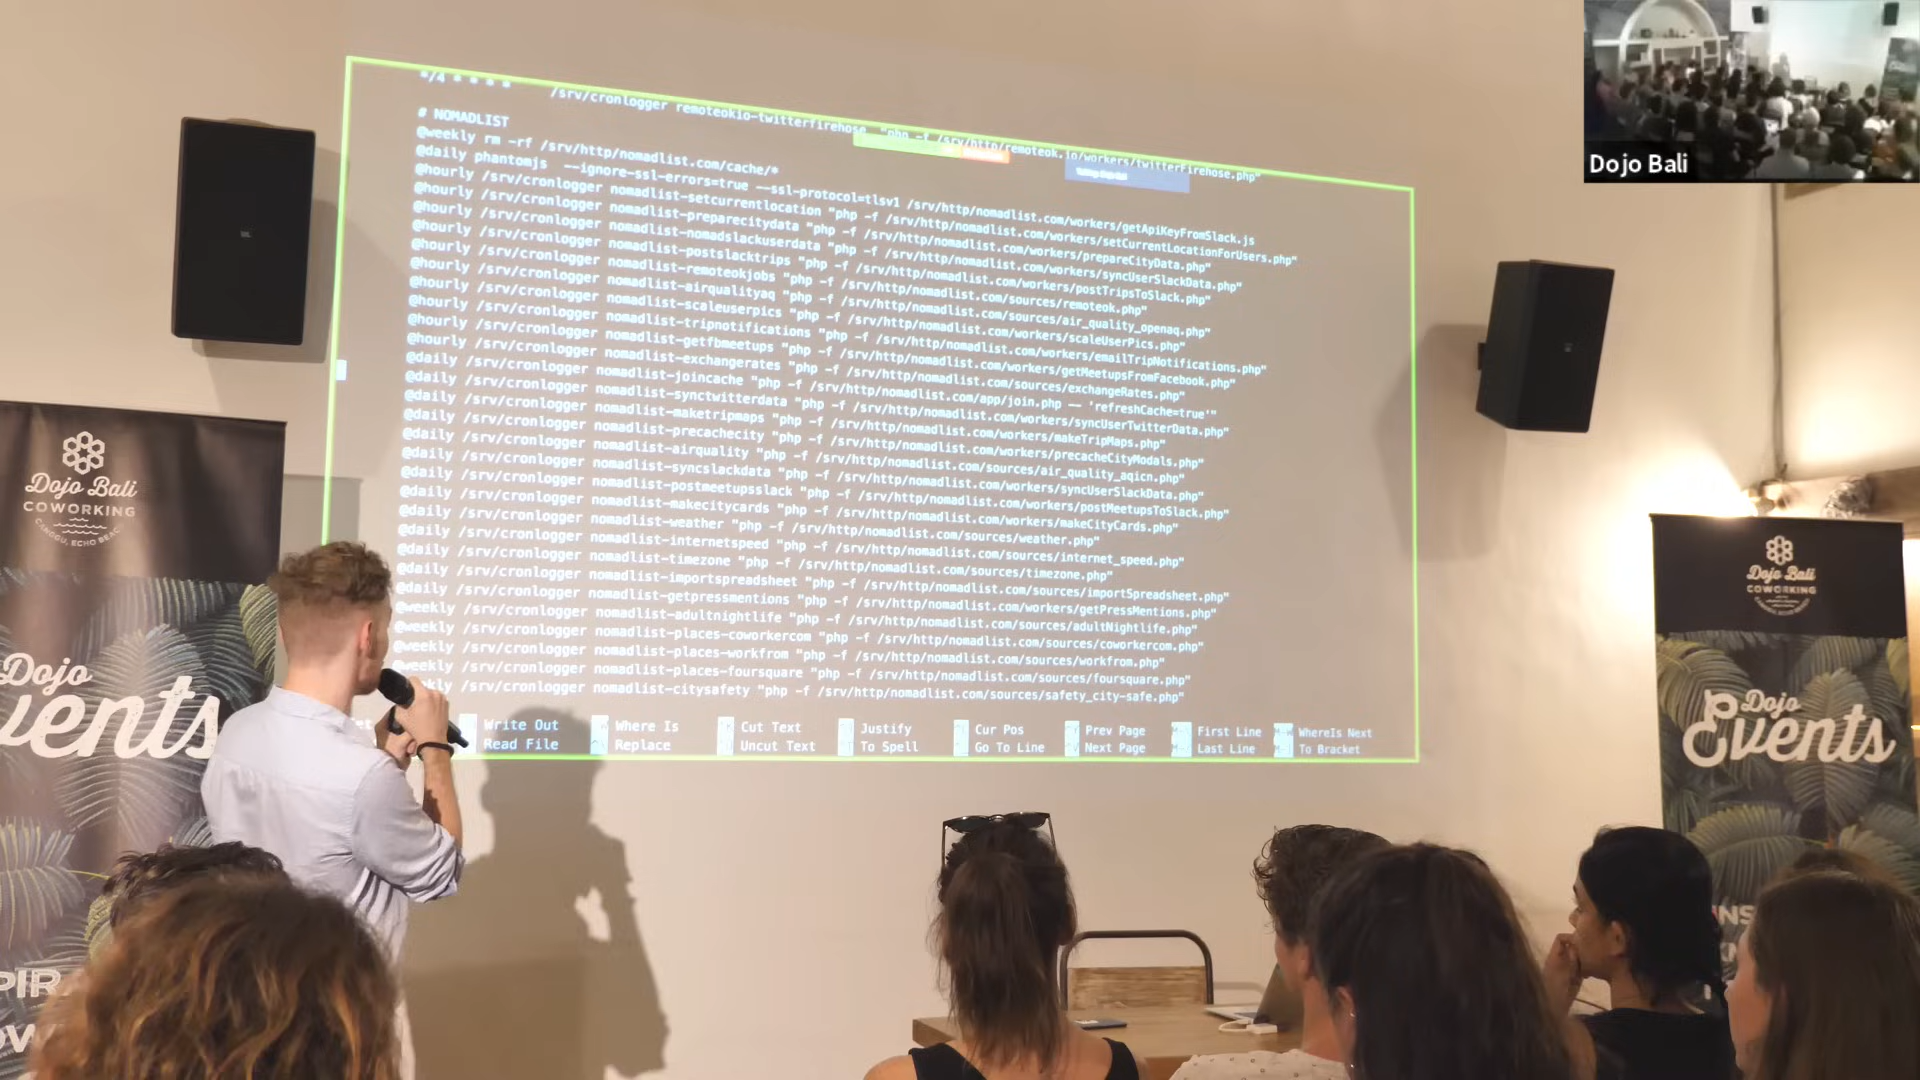 */4 * * * * /srv/cronlogger remoteokio-twitterfirehose "php -f /srv/http/remoteok.io/workers/twitterfirehose.php"
# NOMADLIST
@weekly rm -rf /srv/http/nomadlist.com/cache/*
@daily phantomjs --ignore-ssl-errors=true --ssl-protocol=tlsv1 /srv/http/nomadlist.com/workers/getApiKeyFromSlack.js
@hourly /srv/cronlogger nomadlist-setcurrentlocation "php -f /srv/http/nomadlist.com/workers/setCurrentLocationForUsers.php"
@hourly /srv/cronlogger nomadlist-preparecitydata "php -f /srv/http/nomadlist.com/workers/prepareCityData.php"
@hourly /srv/cronlogger nomadlist-nomadslackuserdata "php -f /srv/http/nomadlist.com/workers/syncUserSlackData.php"
@hourly /srv/cronlogger nomadlist-postslacktrips "php -f /srv/http/nomadlist.com/workers/postTripsToSlack.php"
@hourly /srv/cronlogger nomadlist-remoteokjobs "php -f /srv/http/nomadlist.com/sources/remoteok.php"
@hourly /srv/cronlogger nomadlist-airqualityaq "php -f /srv/http/nomadlist.com/sources/air_quality_openaq.php"
@hourly /srv/cronlogger nomadlist-scaleuserpics "php -f /srv/http/nomadlist.com/workers/scaleUserPics.php"
@hourly /srv/cronlogger nomadlist-tripnotifications "php -f /srv/http/nomadlist.com/workers/emailTripNotifications.php"
@hourly /srv/cronlogger nomadlist-getfbmeetups "php -f /srv/http/nomadlist.com/workers/getMeetupsFromFacebook.php"
@hourly /srv/cronlogger nomadlist-exchangerates "php -f /srv/http/nomadlist.com/sources/exchangeRates.php"
@daily /srv/cronlogger nomadlist-joincache "php -f /srv/http/nomadlist.com/app/join.php -- 'refreshCache=true'"
@daily /srv/cronlogger nomadlist-synctwitterdata "php -f /srv/http/nomadlist.com/workers/syncUserTwitterData.php"
@daily /srv/cronlogger nomadlist-maketripmaps "php -f /srv/http/nomadlist.com/workers/makeTripMaps.php"
@daily /srv/cronlogger nomadlist-precachecity "php -f /srv/http/nomadlist.com/workers/precacheCityModals.php"
@daily /srv/cronlogger nomadlist-airquality "php -f /srv/http/nomadlist.com/sources/air_quality_aqicn.php"
@daily /srv/cronlogger nomadlist-syncslackdata "php -f /srv/http/nomadlist.com/workers/syncUserSlackData.php"
@daily /srv/cronlogger nomadlist-postmeetupsslack "php -f /srv/http/nomadlist.com/workers/postMeetupsToSlack.php"
@daily /srv/cronlogger nomadlist-makecitycards "php -f /srv/http/nomadlist.com/workers/makeCityCards.php"
@daily /srv/cronlogger nomadlist-weather "php -f /srv/http/nomadlist.com/sources/weather.php"
@daily /srv/cronlogger nomadlist-internetspeed "php -f /srv/http/nomadlist.com/sources/internet_speed.php"
@daily /srv/cronlogger nomadlist-timezone "php -f /srv/http/nomadlist.com/sources/timezone.php"
@daily /srv/cronlogger nomadlist-importspreadsheet "php -f /srv/http/nomadlist.com/sources/importSpreadsheet.php"
@daily /srv/cronlogger nomadlist-getpressmentions "php -f /srv/http/nomadlist.com/workers/getPressMentions.php"
@weekly /srv/cronlogger nomadlist-adultnightlife "php -f /srv/http/nomadlist.com/sources/adultNightlife.php"
@weekly /srv/cronlogger nomadlist-places-coworkercom "php -f /srv/http/nomadlist.com/sources/coworkercom.php"
@weekly /srv/cronlogger nomadlist-places-workfrom "php -f /srv/http/nomadlist.com/sources/workfrom.php"
@weekly /srv/cronlogger nomadlist-places-foursquare "php -f /srv/http/nomadlist.com/sources/foursquare.php"
ekly /srv/cronlogger nomadlist-citysafety "php -f /srv/http/nomadlist.com/sources/safety_city-safe.php"
Write Out Where Is Cut Text Justify Cur Pos Prev Page First Line WhereIs Next
Read File Replace Uncut Text To Spell Go To Line Next Page Last Line To Bracket
Dojo Bali
Dojo Bali
COWORKING
CANGGU, ECHO BEAC
Dojo
vents
PIR
OW
Dojo Bali
COWORKING
Dojo
Events
INS